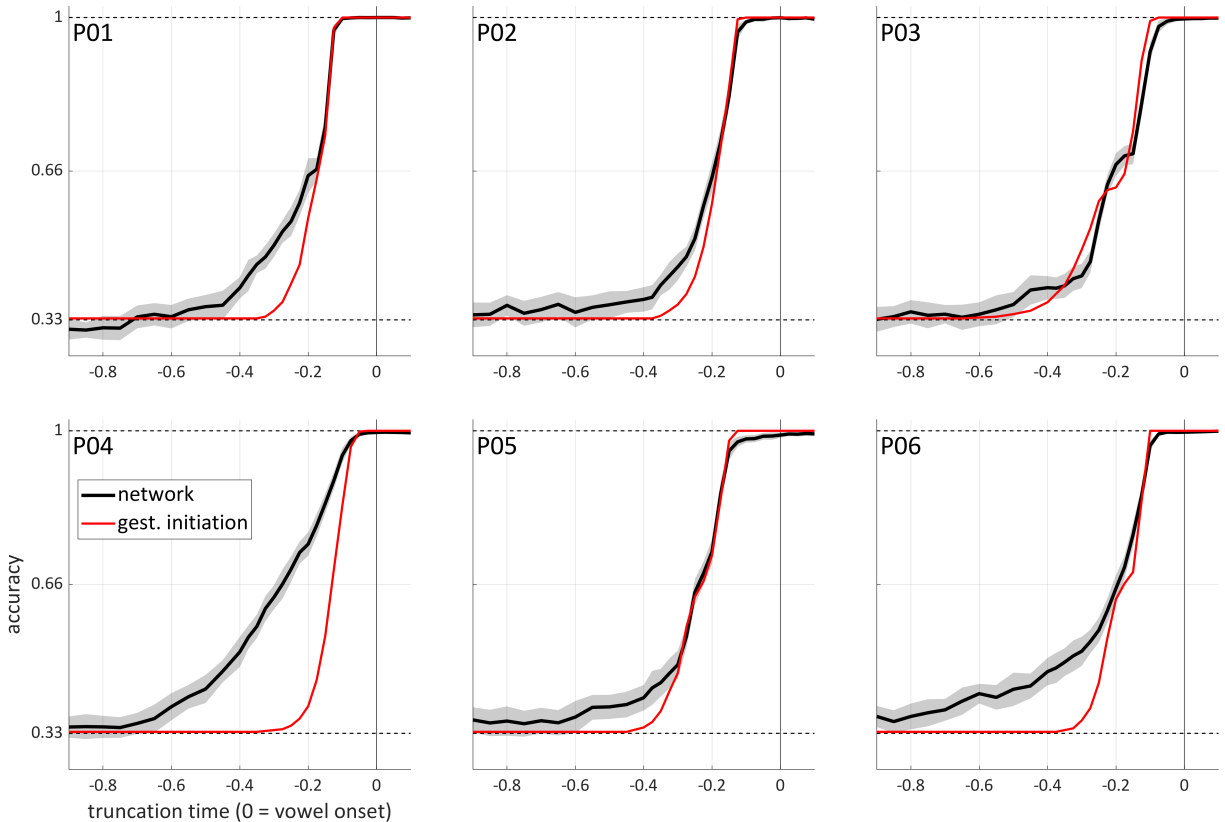 P01
P02
P03
1
0.66
0.33
-0.8 -0.6 -0.4 -0.2 0
-0.8 -0.6 -0.4 -0.2 0
-0.8 -0.6 -0.4 -0.2 0
P04
P05
P06
1
0.66
0.33
network
gest. initiation
accuracy
-0.8 -0.6 -0.4 -0.2 0
-0.8 -0.6 -0.4 -0.2 0
-0.8 -0.6 -0.4 -0.2 0
truncation time (0 = vowel onset)